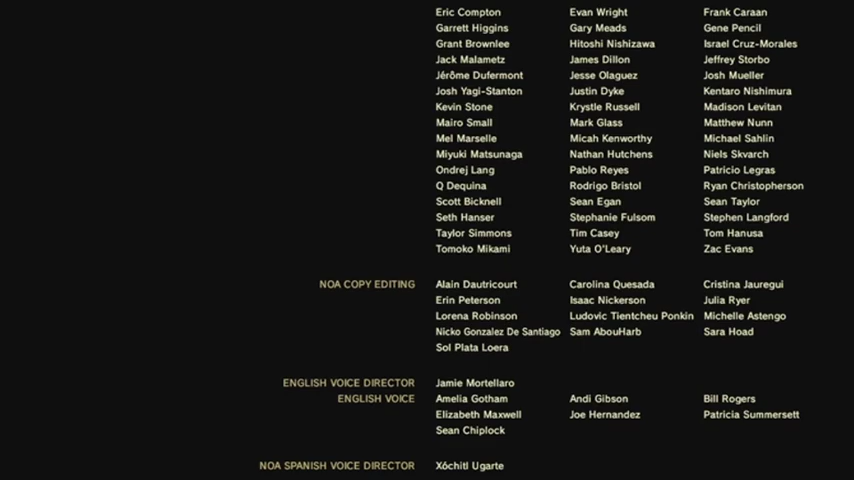 Eric Compton Evan Wright Frank Caraan
Garrett Higgins Gary Meads Gene Pencil
Grant Brownlee Hitoshi Nishizawa Israel Cruz-Morales
Jack Malametz James Dillon Jeffrey Storbo
Jérôme Dufermont Jesse Olaguez Josh Mueller
Josh Yagi-Stanton Justin Dyke Kentaro Nishimura
Kevin Stone Krystle Russell Madison Levitan
Mairo Small Mark Glass Matthew Nunn
Mel Marselle Micah Kenworthy Michael Sahlin
Miyuki Matsunaga Nathan Hutchens Niels Skvarch
Ondrej Lang Pablo Reyes Patricio Legras
Q Dequina Rodrigo Bristol Ryan Christopherson
Scott Bicknell Sean Egan Sean Taylor
Seth Hanser Stephanie Fulsom Stephen Langford
Taylor Simmons Tim Casey Tom Hanusa
Tomoko Mikami Yuta O'Leary Zac Evans
NOA COPY EDITING Alain Dautricourt Carolina Quesada Cristina Jauregui
Erin Peterson Isaac Nickerson Julia Ryer
Lorena Robinson Ludovic Tientcheu Ponkin Michelle Astengo
Nicko Gonzalez De Santiago Sam AbouHarb Sara Hoad
Sol Plata Loera
ENGLISH VOICE DIRECTOR Jamie Mortellaro
ENGLISH VOICE Amelia Gotham Andi Gibson Bill Rogers
Elizabeth Maxwell Joe Hernandez Patricia Summersett
Sean Chiplock
NOA SPANISH VOICE DIRECTOR Xóchitl Ugarte